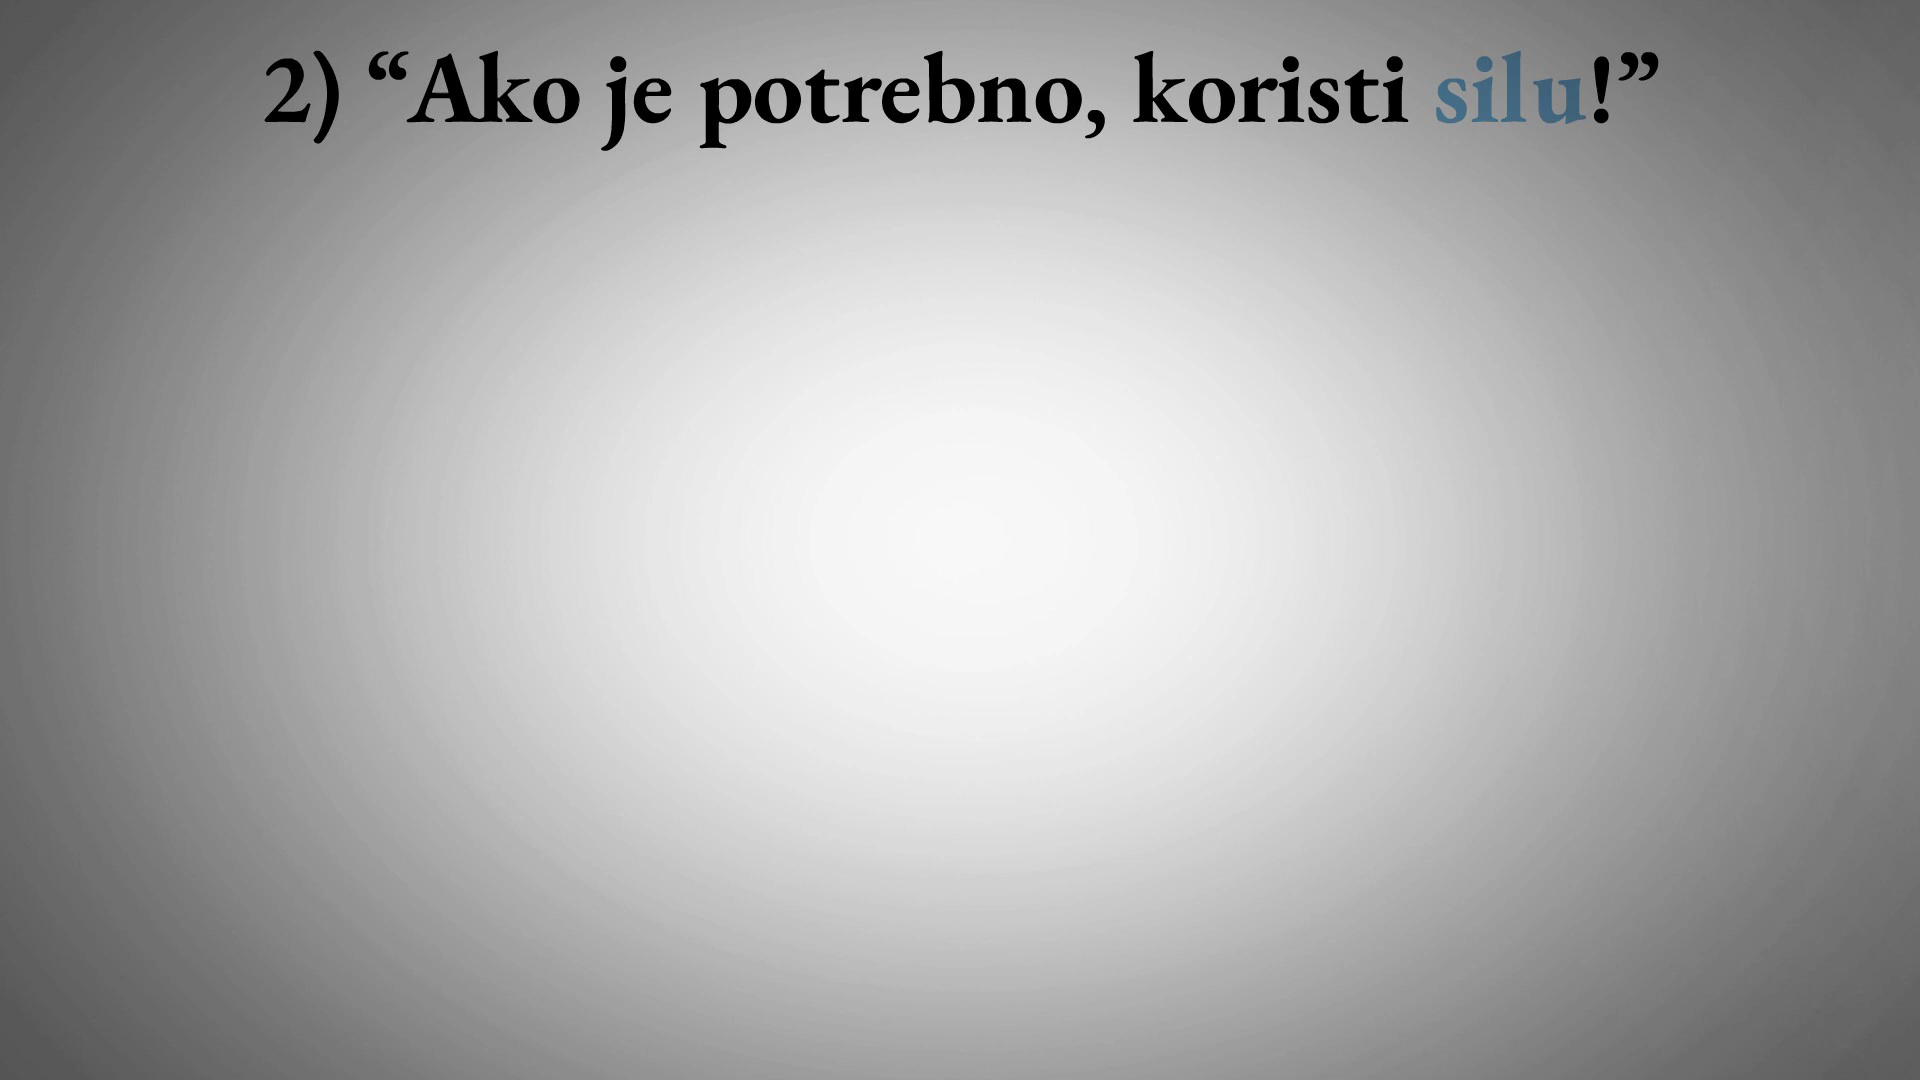 2) “Ako je potrebno, koristi silu!”